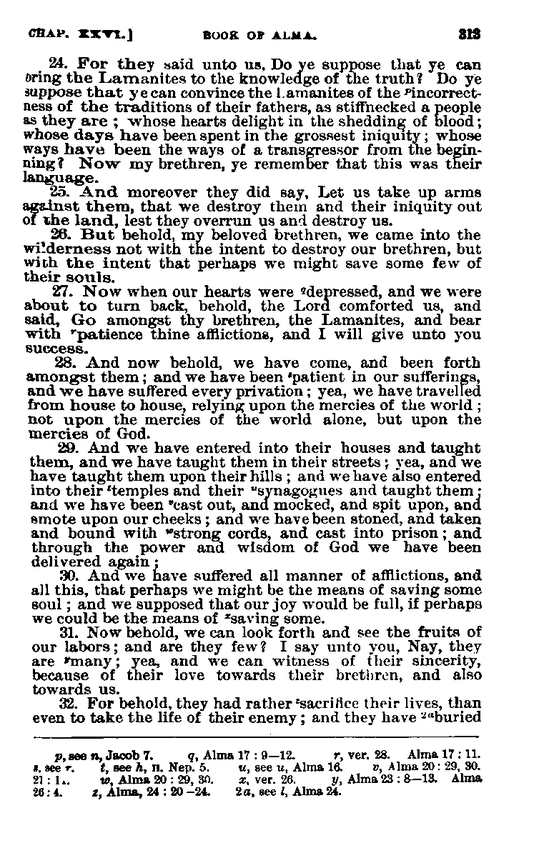 CHAP. XXVI.] BOOK OF ALMA. 313
24. For they said unto us, Do ye suppose that ye can
bring the Lamanites to the knowledge of the truth? Do ye
suppose that ye can convince the Lamanites of the pincorrect-
ness of the traditions of their fathers, as stiffnecked a people
as they are ; whose hearts delight in the shedding of blood ;
whose days have been spent in the grossest iniquity ; whose
ways have been the ways of a transgressor from the begin-
ning? Now my brethren, ye remember that this was their
language.
25. And moreover they did say, Let us take up arms
against them, that we destroy them and their iniquity out
of the land, lest they overrun us and destroy us.
26. But behold, my beloved brethren, we came into the
wilderness not with the intent to destroy our brethren, but
with the intent that perhaps we might save some few of
their souls.
27. Now when our hearts were qdepressed, and we were
about to turn back, behold, the Lord comforted us, and
said, Go amongst thy brethren, the Lamanites, and bear
with rpatience thine afflictions, and I will give unto you
success.
28. And now behold, we have come, and been forth
amongst them ; and we have been spatient in our sufferings,
and we have suffered every privation ; yea, we have travelled
from house to house, relying upon the mercies of the world ;
not upon the mercies of the world alone, but upon the
mercies of God.
29. And we have entered into their houses and taught
them, and we have taught them in their streets ; yea, and we
have taught them upon their hills ; and we have also entered
into their ttemples and their usynagogues and taught them ;
and we have been vcast out, and mocked, and spit upon, and
smote upon our cheeks ; and we have been stoned, and taken
and bound with wstrong cords, and cast into prison ; and
through the power and wisdom of God we have been
delivered again ;
30. And we have suffered all manner of afflictions, and
all this, that perhaps we might be the means of saving some
soul ; and we supposed that our joy would be full, if perhaps
we could be the means of xsaving some.
31. Now behold, we can look forth and see the fruits of
our labors ; and are they few? I say unto you, Nay, they
are ymany ; yea, and we can witness of their sincerity,
because of their love towards their brethren, and also
towards us.
32. For behold, they had rather zsacrifice their lives, than
even to take the life of their enemy ; and they have 2aburied
p, see n, Jacob 7. q, Alma 17 : 9—12. r, ver. 28. Alma 17 : 11.
s, see r. t, see h, n. Nep. 5. u, see u, Alma 16. v, Alma 20 : 29, 30.
21 : 1.. w, Alma 20 : 29, 30. x, ver. 26. y, Alma 23 : 8—13. Alma
26 : 4. z, Alma, 24 : 20—24. 2a, see l, Alma 24.